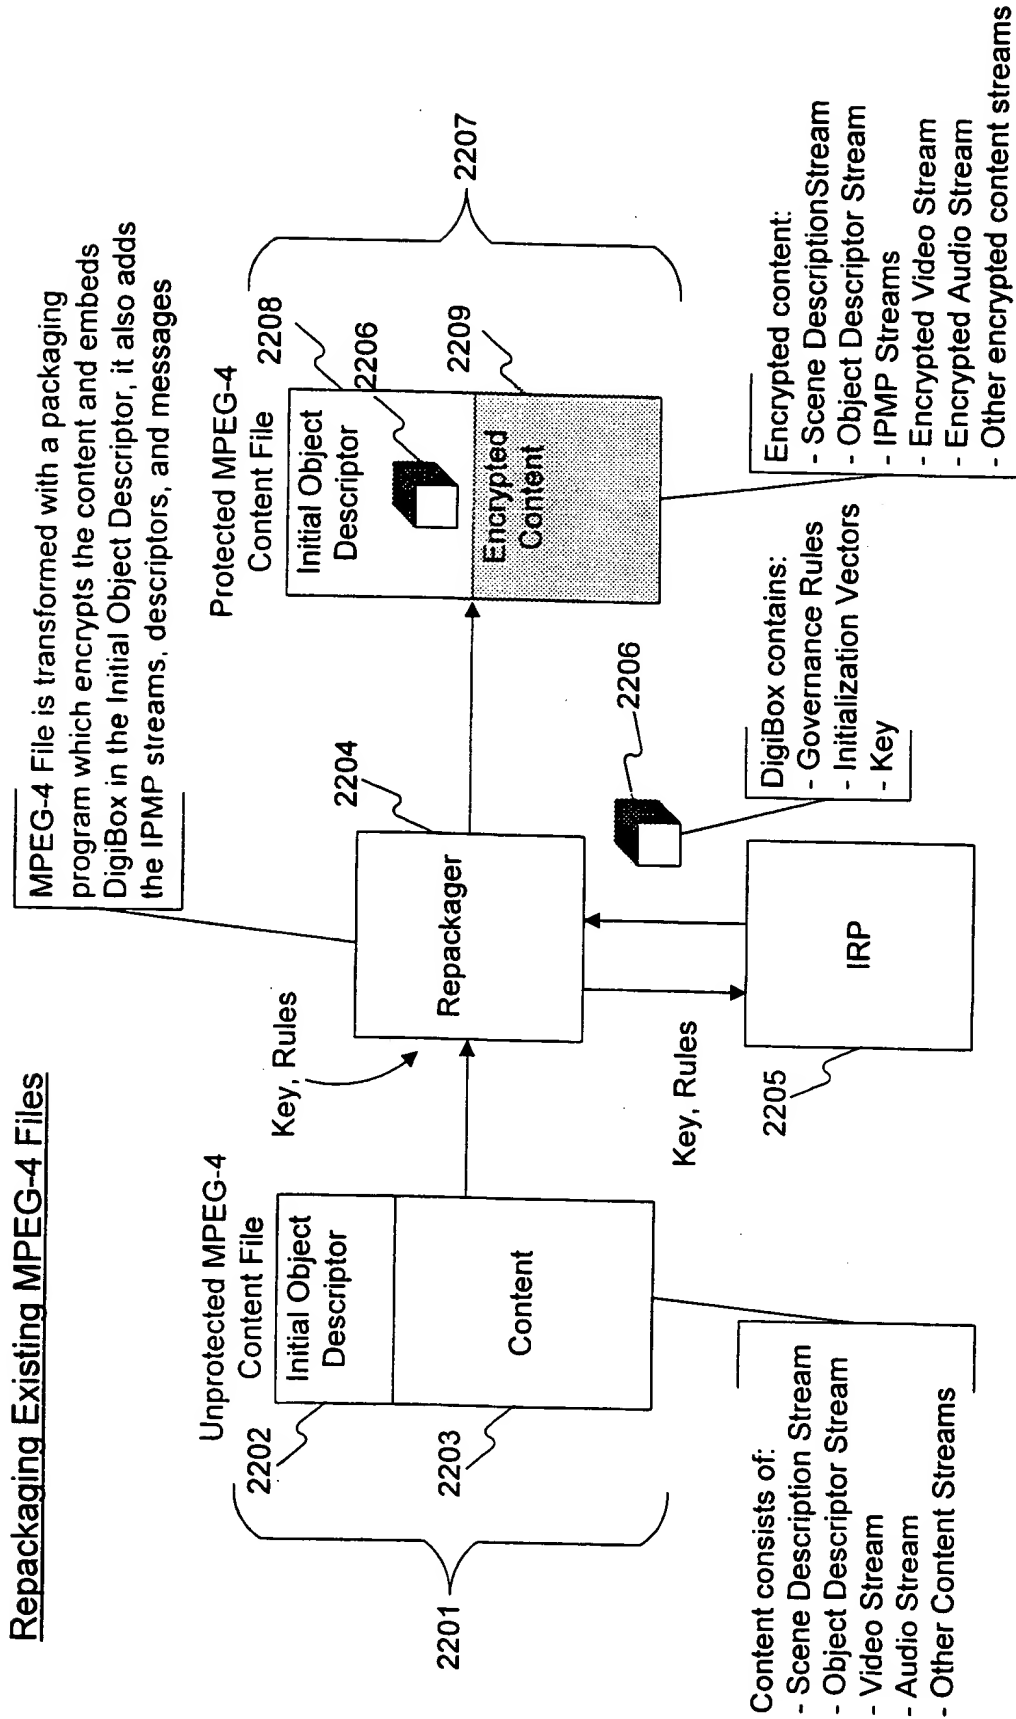 Repackaging Existing MPEG-4 Files
MPEG-4 File is transformed with a packaging
program which encrypts the content and embeds
DigiBox in the Initial Object Descriptor, it also adds
the IPMP streams, descriptors, and messages
Unprotected MPEG-4
Content File
2201
2202
Initial Object
Descriptor
2203
Content
Content consists of:
- Scene Description Stream
- Object Descriptor Stream
- Video Stream
- Audio Stream
- Other Content Streams
Key, Rules
2204
Repackager
Key, Rules
2205
IRP
2206
DigiBox contains:
- Governance Rules
- Initialization Vectors
- Key
Protected MPEG-4
Content File
2208
2206
2209
2207
Initial Object
Descriptor
Encrypted
Content
Encrypted content:
- Scene DescriptionStream
- Object Descriptor Stream
- IPMP Streams
- Encrypted Video Stream
- Encrypted Audio Stream
- Other encrypted content streams